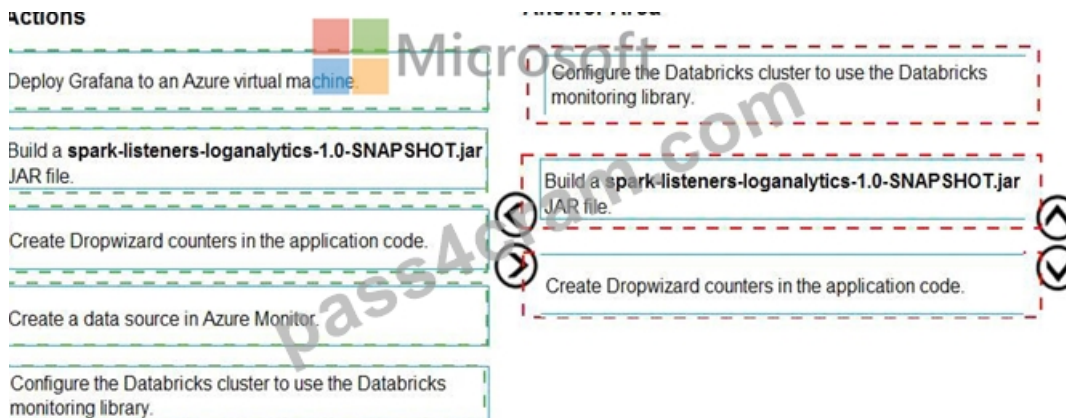 Actions
Answer Area
Microsoft
Deploy Grafana to an Azure virtual machine.
Build a spark-listeners-loganalytics-1.0-SNAPSHOT.jar
JAR file.
Create Dropwizard counters in the application code.
Create a data source in Azure Monitor.
Configure the Databricks cluster to use the Databricks
monitoring library.
Configure the Databricks cluster to use the Databricks
monitoring library.
Build a spark-listeners-loganalytics-1.0-SNAPSHOT.jar
JAR file.
Create Dropwizard counters in the application code.
pass4cram.com